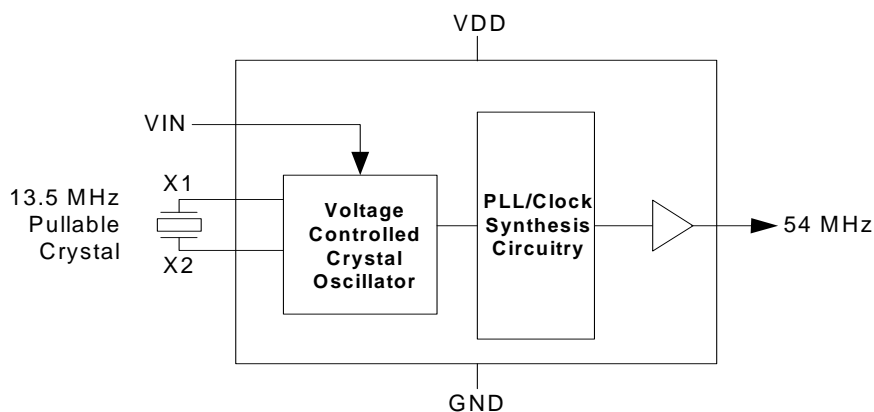 VDD
VIN
X1
13.5 MHz
Pullable
Crystal
X2
Voltage
Controlled
Crystal
Oscillator
PLL/Clock
Synthesis
Circuitry
54 MHz
GND